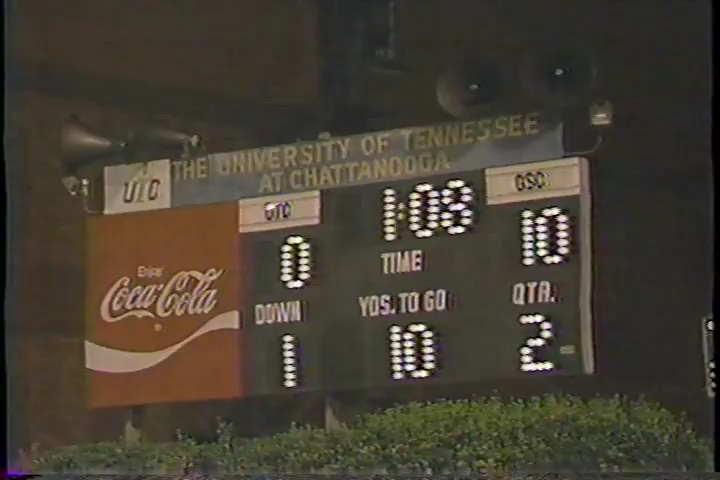 THE UNIVERSITY OF TENNESSEE
AT CHATTANOOGA
UTC
UTC
1:08
GSO
0
TIME
10
Enjoy
Coca-Cola
DOWN
YDS. TO GO
QTR.
1
10
2